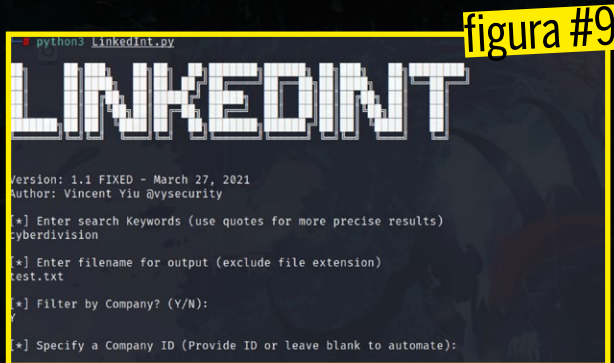 figura #9
python3 LinkedInt.py
LINKEDINT
Version: 1.1 FIXED - March 27, 2021
Author: Vincent Yiu @vysecurity
[*] Enter search Keywords (use quotes for more precise results)
cyberdivision
[*] Enter filename for output (exclude file extension)
test.txt
[*] Filter by Company? (Y/N):
Y
[*] Specify a Company ID (Provide ID or leave blank to automate):